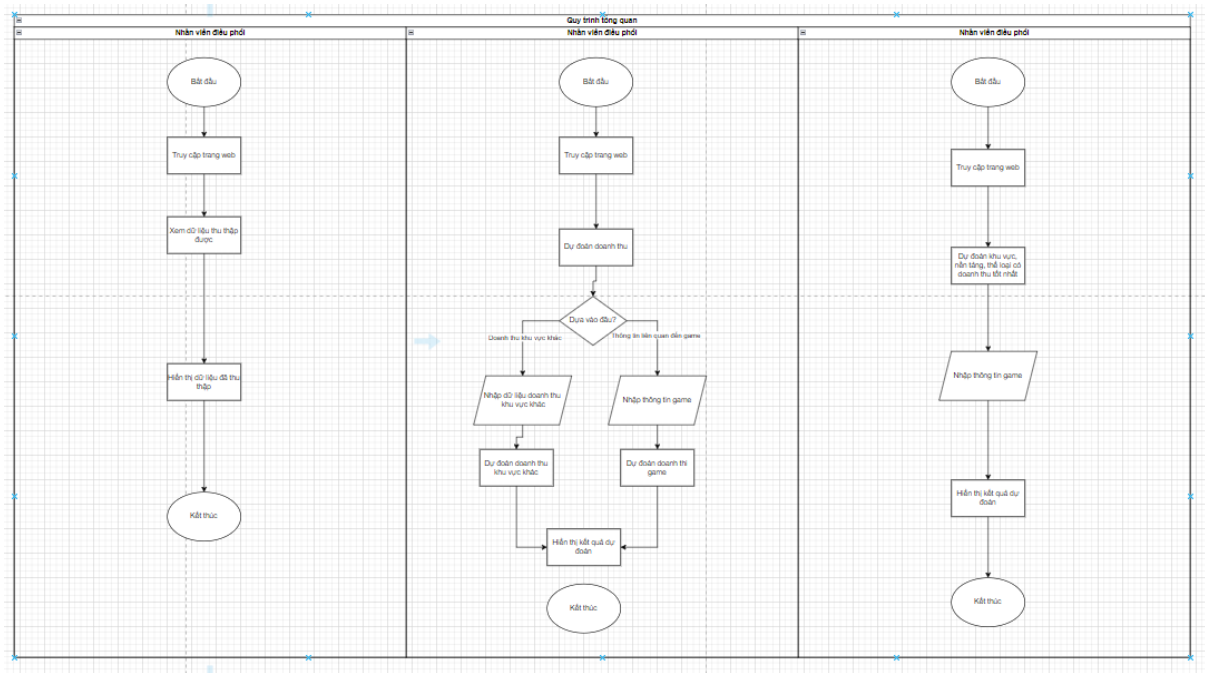 Quy trình tổng quan
Nhân viên điều phối
Nhân viên điều phối
Nhân viên điều phối
Bắt đầu
Truy cập trang web
Xem dữ liệu thu thập
được
Hiển thị dữ liệu đã thu
thập
Kết thúc
Bắt đầu
Truy cập trang web
Dự đoán doanh thu
Dựa vào đâu?
Doanh thu khu vực khác
Thông tin liên quan đến game
Nhập dữ liệu doanh thu
khu vực khác
Nhập thông tin game
Dự đoán doanh thu
khu vực khác
Dự đoán doanh thi
game
Hiển thị kết quả dự
đoán
Kết thúc
Bắt đầu
Truy cập trang web
Dự đoán khu vực,
nền tảng, thể loại có
doanh thu tốt nhất
Nhập thông tin game
Hiển thị kết quả dự
đoán
Kết thúc